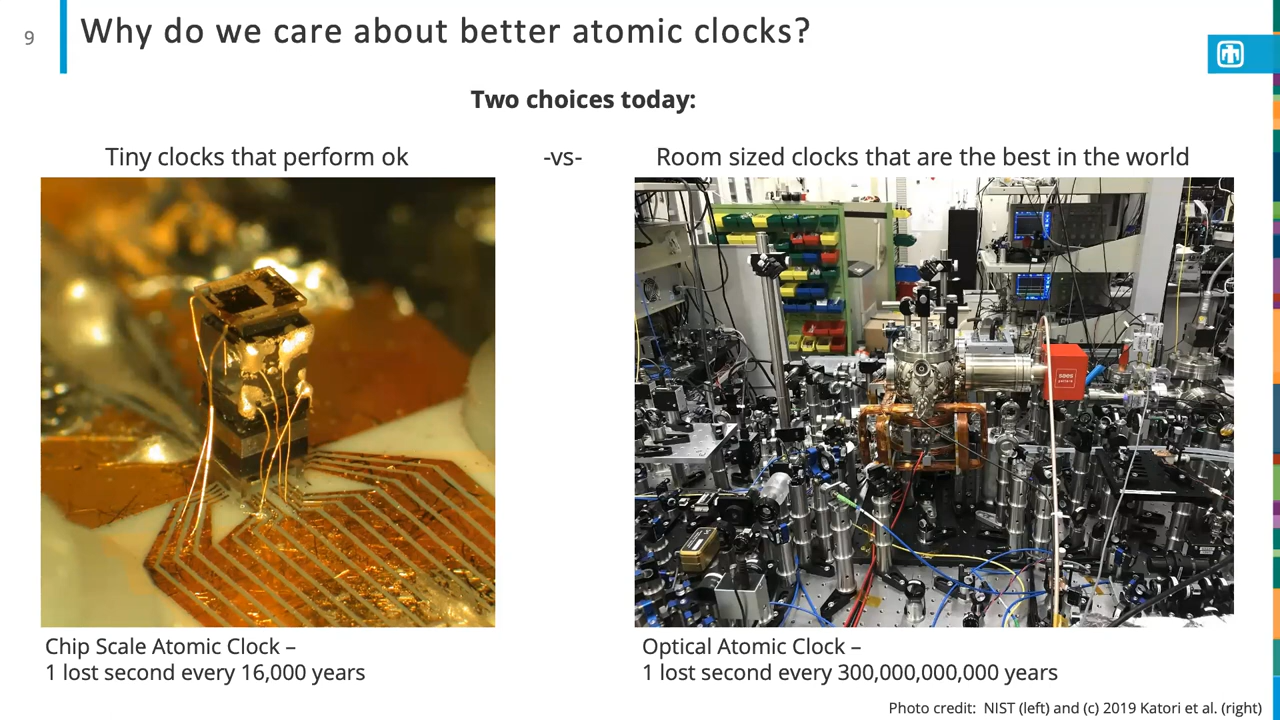 9
Why do we care about better atomic clocks?
Two choices today:
Tiny clocks that perform ok
-vs-
Room sized clocks that are the best in the world
saes
Chip Scale Atomic Clock –
1 lost second every 16,000 years
Optical Atomic Clock –
1 lost second every 300,000,000,000 years
Photo credit: NIST (left) and (c) 2019 Katori et al. (right)